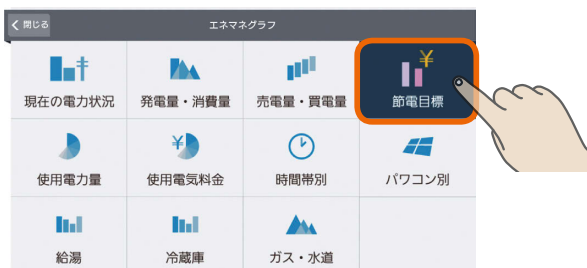 閉じる
エネマネグラフ
現在の電力状況
発電量・消費量
売電量・買電量
節電目標
使用電力量
使用電気料金
時間帯別
パワコン別
給湯
冷蔵庫
ガス・水道